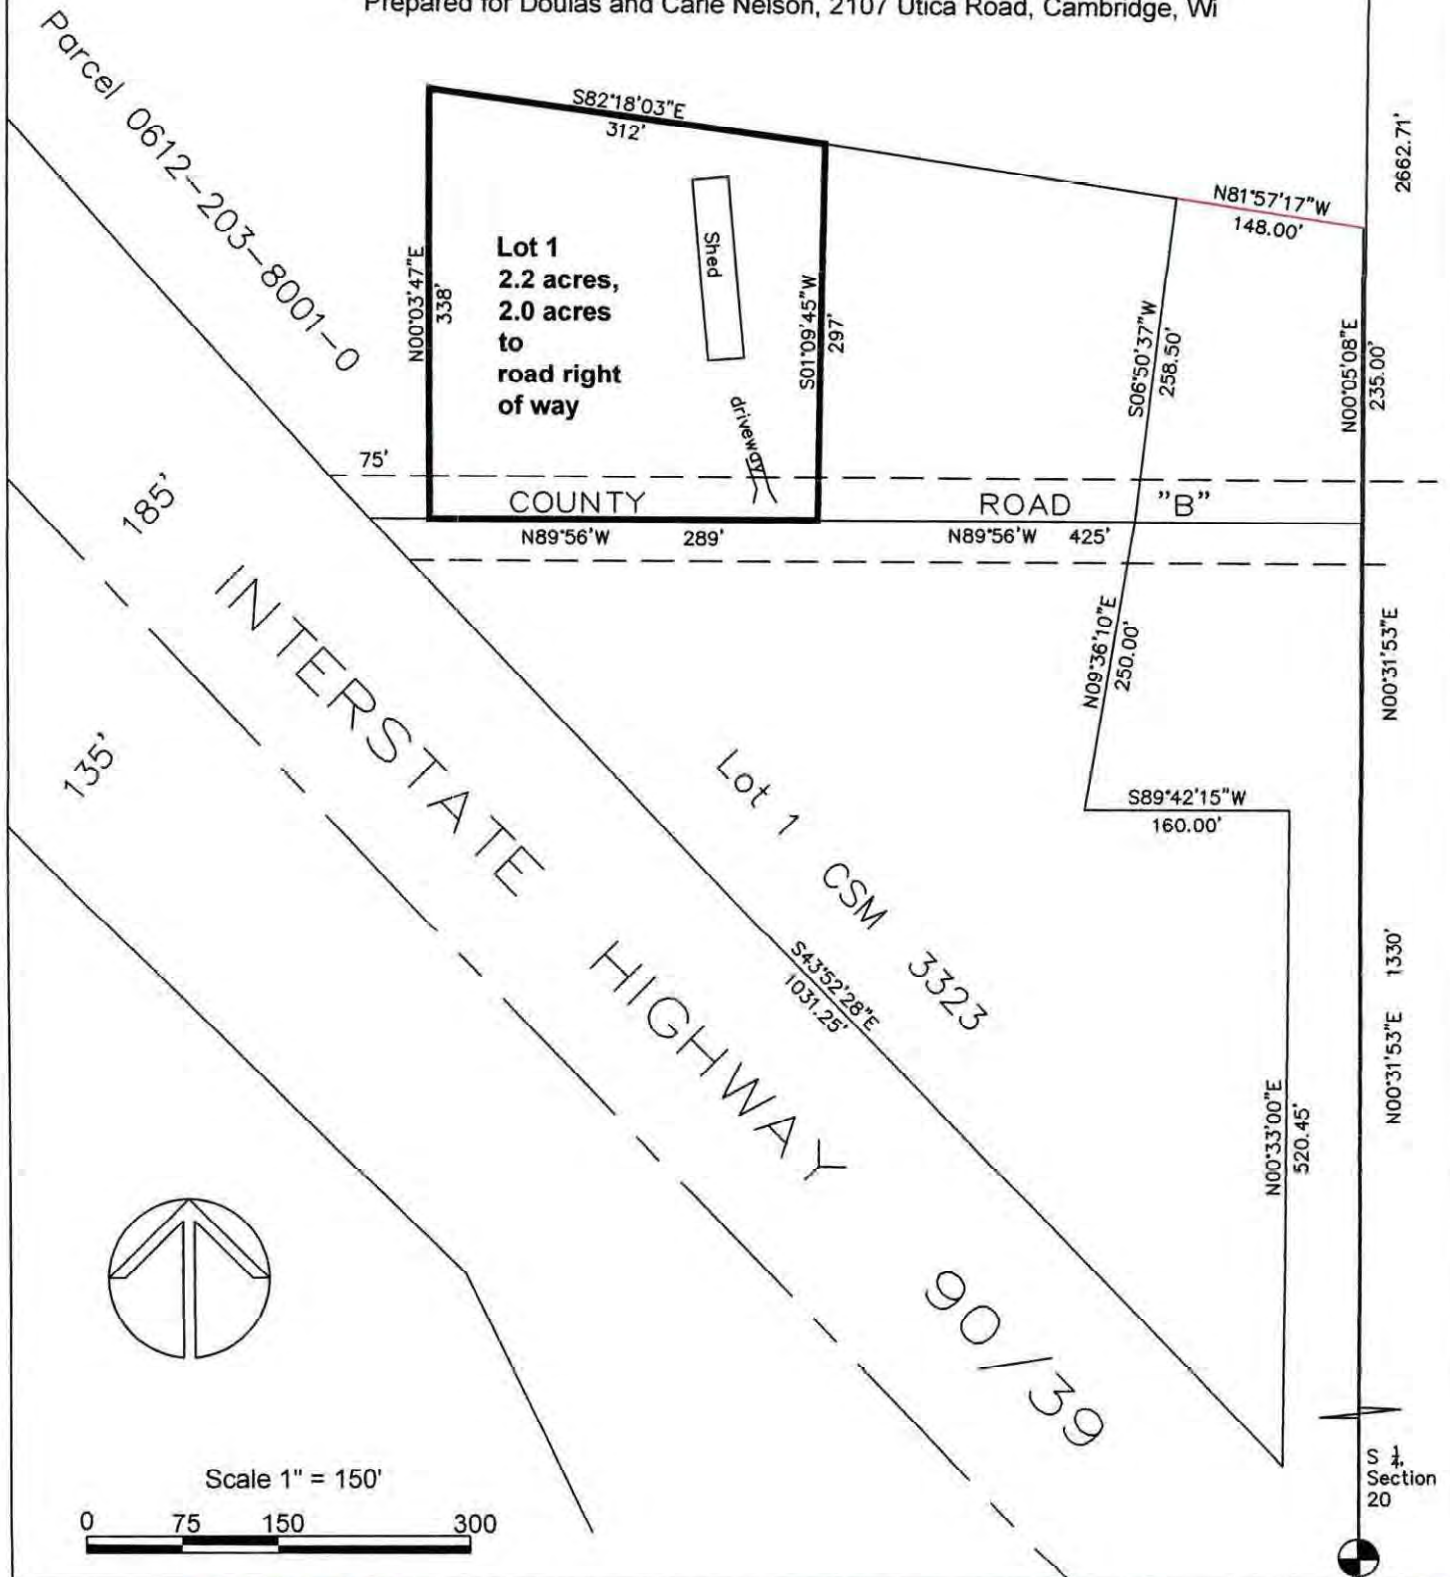 Prepared for Doulas and Carie Nelson, 2107 Utica Road, Cambridge, Wi
Parcel 0612-203-8001-0
S82°18'03"E
312'
2662.71'
N81°57'17"W
148.00'
Lot 1
2.2 acres,
2.0 acres
to
road right
of way
Shed
N00°03'47"E
338'
S01°09'45"W
297'
S06°50'37"W
258.50'
N00°05'08"E
235.00'
driveway
75'
185'
COUNTY ROAD "B"
N89°56'W 289'
N89°56'W 425'
INTERSTATE HIGHWAY 90/39
135'
N09°36'10"E
250.00'
N00°31'53"E
Lot 1 CSM 3323
S89°42'15"W
160.00'
S43°52'28"E
1031.25'
1330'
N00°31'53"E
N00°33'00"E
520.45'
Scale 1" = 150'
0 75 150 300
S ¼,
Section
20